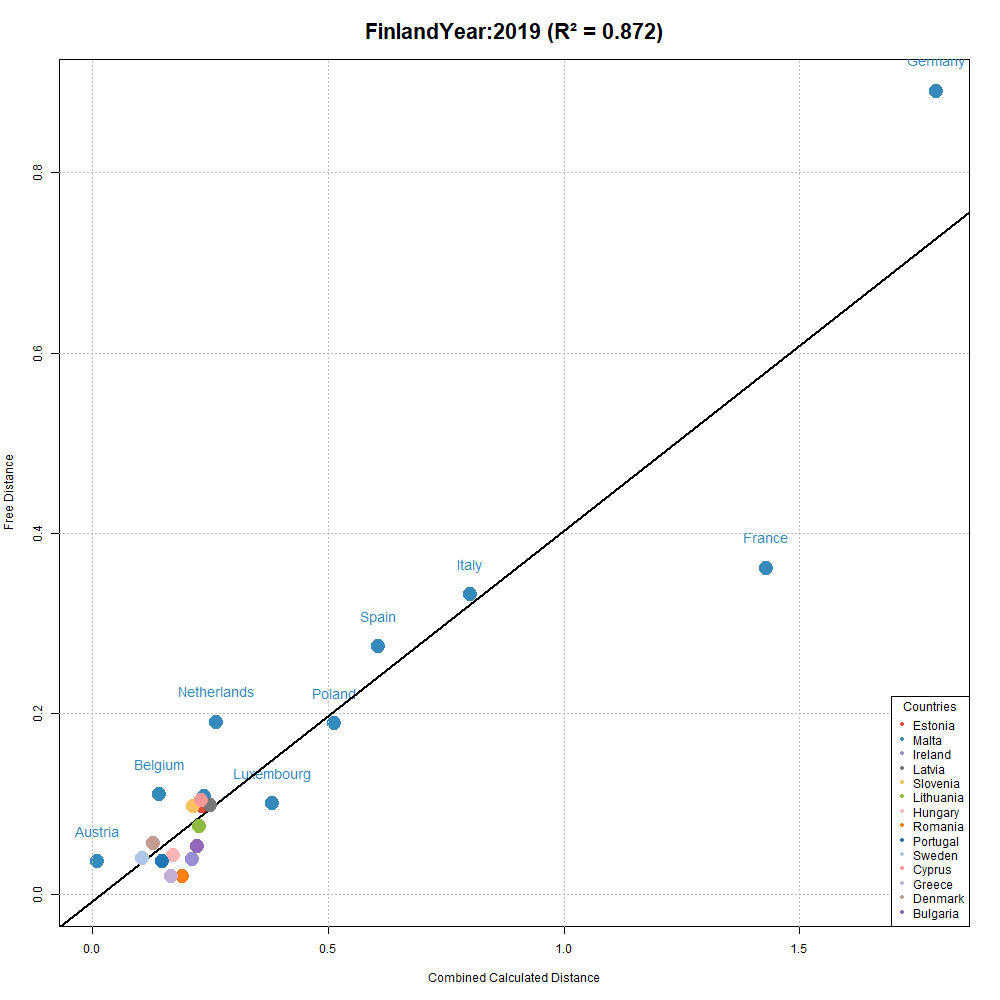 FinlandYear:2019 (R² = 0.872)
Germany
0.8
0.6
Free Distance
0.4
France
Italy
Spain
Netherlands
Poland
0.2
Belgium
Luxembourg
Austria
0.0
Countries
Estonia
Malta
Ireland
Latvia
Slovenia
Lithuania
Hungary
Romania
Portugal
Sweden
Cyprus
Greece
Denmark
Bulgaria
0.0 0.5 1.0 1.5
Combined Calculated Distance